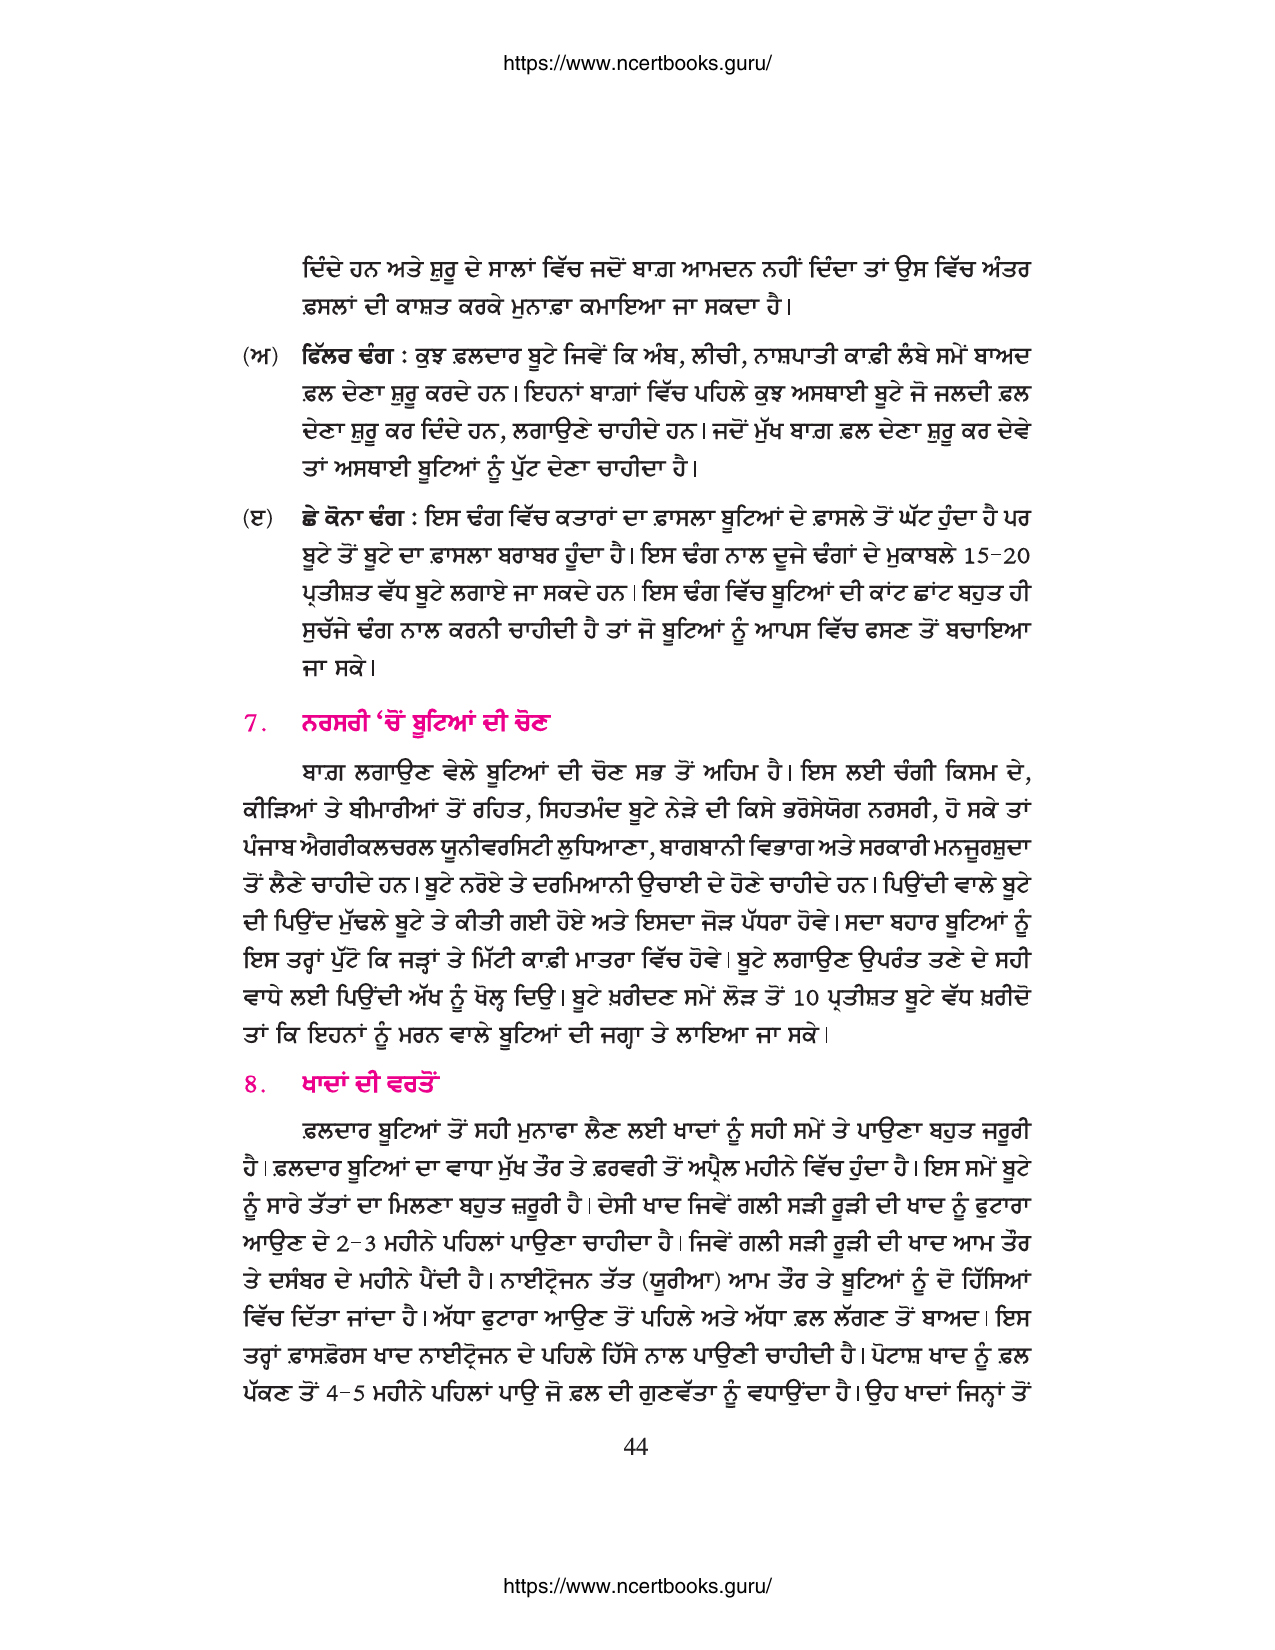 https://www.ncertbooks.guru/
ਦਿੰਦੇ ਹਨ ਅਤੇ ਸ਼ੁਰੂ ਦੇ ਸਾਲਾਂ ਵਿੱਚ ਜਦੋਂ ਬਾਗ਼ ਆਮਦਨ ਨਹੀਂ ਦਿੰਦਾ ਤਾਂ ਉਸ ਵਿੱਚ ਅੰਤਰ
ਫ਼ਸਲਾਂ ਦੀ ਕਾਸ਼ਤ ਕਰਕੇ ਮੁਨਾਫ਼ਾ ਕਮਾਇਆ ਜਾ ਸਕਦਾ ਹੈ।
(ਅ) ਫਿੱਲਰ ਢੰਗ : ਕੁਝ ਫ਼ਲਦਾਰ ਬੂਟੇ ਜਿਵੇਂ ਕਿ ਅੰਬ, ਲੀਚੀ, ਨਾਸ਼ਪਾਤੀ ਕਾਫ਼ੀ ਲੰਬੇ ਸਮੇਂ ਬਾਅਦ
ਫ਼ਲ ਦੇਣਾ ਸ਼ੁਰੂ ਕਰਦੇ ਹਨ। ਇਹਨਾਂ ਬਾਗ਼ਾਂ ਵਿੱਚ ਪਹਿਲੇ ਕੁਝ ਅਸਥਾਈ ਬੂਟੇ ਜੋ ਜਲਦੀ ਫ਼ਲ
ਦੇਣਾ ਸ਼ੁਰੂ ਕਰ ਦਿੰਦੇ ਹਨ, ਲਗਾਉਣੇ ਚਾਹੀਦੇ ਹਨ। ਜਦੋਂ ਮੁੱਖ ਬਾਗ਼ ਫ਼ਲ ਦੇਣਾ ਸ਼ੁਰੂ ਕਰ ਦੇਵੇ
ਤਾਂ ਅਸਥਾਈ ਬੂਟਿਆਂ ਨੂੰ ਪੁੱਟ ਦੇਣਾ ਚਾਹੀਦਾ ਹੈ।
(ੲ) ਛੇ ਕੋਨਾ ਢੰਗ : ਇਸ ਢੰਗ ਵਿੱਚ ਕਤਾਰਾਂ ਦਾ ਫ਼ਾਸਲਾ ਬੂਟਿਆਂ ਦੇ ਫ਼ਾਸਲੇ ਤੋਂ ਘੱਟ ਹੁੰਦਾ ਹੈ ਪਰ
ਬੂਟੇ ਤੋਂ ਬੂਟੇ ਦਾ ਫ਼ਾਸਲਾ ਬਰਾਬਰ ਹੂੰਦਾ ਹੈ। ਇਸ ਢੰਗ ਨਾਲ ਦੂਜੇ ਢੰਗਾਂ ਦੇ ਮੁਕਾਬਲੇ 15-20
ਪ੍ਰਤੀਸ਼ਤ ਵੱਧ ਬੂਟੇ ਲਗਾਏ ਜਾ ਸਕਦੇ ਹਨ। ਇਸ ਢੰਗ ਵਿੱਚ ਬੂਟਿਆਂ ਦੀ ਕਾਂਟ ਛਾਂਟ ਬਹੁਤ ਹੀ
ਸੁਚੱਜੇ ਢੰਗ ਨਾਲ ਕਰਨੀ ਚਾਹੀਦੀ ਹੈ ਤਾਂ ਜੋ ਬੂਟਿਆਂ ਨੂੰ ਆਪਸ ਵਿੱਚ ਫਸਣ ਤੋਂ ਬਚਾਇਆ
ਜਾ ਸਕੇ।
7. ਨਰਸਰੀ ‘ਚੋਂ ਬੂਟਿਆਂ ਦੀ ਚੋਣ
ਬਾਗ਼ ਲਗਾਉਣ ਵੇਲੇ ਬੂਟਿਆਂ ਦੀ ਚੋਣ ਸਭ ਤੋਂ ਅਹਿਮ ਹੈ। ਇਸ ਲਈ ਚੰਗੀ ਕਿਸਮ ਦੇ,
ਕੀੜਿਆਂ ਤੇ ਬੀਮਾਰੀਆਂ ਤੋਂ ਰਹਿਤ, ਸਿਹਤਮੰਦ ਬੂਟੇ ਨੇੜੇ ਦੀ ਕਿਸੇ ਭਰੋਸੇਯੋਗ ਨਰਸਰੀ, ਹੋ ਸਕੇ ਤਾਂ
ਪੰਜਾਬ ਐਗਰੀਕਲਚਰਲ ਯੂਨੀਵਰਸਿਟੀ ਲੁਧਿਆਣਾ, ਬਾਗਬਾਨੀ ਵਿਭਾਗ ਅਤੇ ਸਰਕਾਰੀ ਮਨਜੂਰਸ਼ੁਦਾ
ਤੋਂ ਲੈਣੇ ਚਾਹੀਦੇ ਹਨ। ਬੂਟੇ ਨਰੋਏ ਤੇ ਦਰਮਿਆਨੀ ਉਚਾਈ ਦੇ ਹੋਣੇ ਚਾਹੀਦੇ ਹਨ। ਪਿਉਂਦੀ ਵਾਲੇ ਬੂਟੇ
ਦੀ ਪਿਉਂਦ ਮੁੱਢਲੇ ਬੂਟੇ ਤੇ ਕੀਤੀ ਗਈ ਹੋਏ ਅਤੇ ਇਸਦਾ ਜੋੜ ਪੱਧਰਾ ਹੋਵੇ। ਸਦਾ ਬਹਾਰ ਬੂਟਿਆਂ ਨੂੰ
ਇਸ ਤਰ੍ਹਾਂ ਪੁੱਟੋ ਕਿ ਜੜ੍ਹਾਂ ਤੇ ਮਿੱਟੀ ਕਾਫ਼ੀ ਮਾਤਰਾ ਵਿੱਚ ਹੋਵੇ। ਬੂਟੇ ਲਗਾਉਣ ਉਪਰੰਤ ਤਣੇ ਦੇ ਸਹੀ
ਵਾਧੇ ਲਈ ਪਿਉਂਦੀ ਅੱਖ ਨੂੰ ਖੋਲ੍ਹ ਦਿਉ। ਬੂਟੇ ਖ਼ਰੀਦਣ ਸਮੇਂ ਲੋੜ ਤੋਂ 10 ਪ੍ਰਤੀਸ਼ਤ ਬੂਟੇ ਵੱਧ ਖ਼ਰੀਦੋ
ਤਾਂ ਕਿ ਇਹਨਾਂ ਨੂੰ ਮਰਨ ਵਾਲੇ ਬੂਟਿਆਂ ਦੀ ਜਗ੍ਹਾ ਤੇ ਲਾਇਆ ਜਾ ਸਕੇ।
8. ਖਾਦਾਂ ਦੀ ਵਰਤੋਂ
ਫ਼ਲਦਾਰ ਬੂਟਿਆਂ ਤੋਂ ਸਹੀ ਮੁਨਾਫਾ ਲੈਣ ਲਈ ਖਾਦਾਂ ਨੂੰ ਸਹੀ ਸਮੇਂ ਤੇ ਪਾਉਣਾ ਬਹੁਤ ਜਰੂਰੀ
ਹੈ। ਫ਼ਲਦਾਰ ਬੂਟਿਆਂ ਦਾ ਵਾਧਾ ਮੁੱਖ ਤੌਰ ਤੇ ਫ਼ਰਵਰੀ ਤੋਂ ਅਪ੍ਰੈਲ ਮਹੀਨੇ ਵਿੱਚ ਹੁੰਦਾ ਹੈ। ਇਸ ਸਮੇਂ ਬੂਟੇ
ਨੂੰ ਸਾਰੇ ਤੱਤਾਂ ਦਾ ਮਿਲਣਾ ਬਹੁਤ ਜ਼ਰੂਰੀ ਹੈ। ਦੇਸੀ ਖਾਦ ਜਿਵੇਂ ਗਲੀ ਸੜੀ ਰੂੜੀ ਦੀ ਖਾਦ ਨੂੰ ਫੁਟਾਰਾ
ਆਉਣ ਦੇ 2-3 ਮਹੀਨੇ ਪਹਿਲਾਂ ਪਾਉਣਾ ਚਾਹੀਦਾ ਹੈ। ਜਿਵੇਂ ਗਲੀ ਸੜੀ ਰੂੜੀ ਦੀ ਖਾਦ ਆਮ ਤੌਰ
ਤੇ ਦਸੰਬਰ ਦੇ ਮਹੀਨੇ ਪੈਂਦੀ ਹੈ। ਨਾਈਟ੍ਰੋਜਨ ਤੱਤ (ਯੂਰੀਆ) ਆਮ ਤੌਰ ਤੇ ਬੂਟਿਆਂ ਨੂੰ ਦੋ ਹਿੱਸਿਆਂ
ਵਿੱਚ ਦਿੱਤਾ ਜਾਂਦਾ ਹੈ। ਅੱਧਾ ਫੁਟਾਰਾ ਆਉਣ ਤੋਂ ਪਹਿਲੇ ਅਤੇ ਅੱਧਾ ਫ਼ਲ ਲੱਗਣ ਤੋਂ ਬਾਅਦ। ਇਸ
ਤਰ੍ਹਾਂ ਫ਼ਾਸਫ਼ੋਰਸ ਖਾਦ ਨਾਈਟ੍ਰੋਜਨ ਦੇ ਪਹਿਲੇ ਹਿੱਸੇ ਨਾਲ ਪਾਉਣੀ ਚਾਹੀਦੀ ਹੈ। ਪੋਟਾਸ਼ ਖਾਦ ਨੂੰ ਫ਼ਲ
ਪੱਕਣ ਤੋਂ 4-5 ਮਹੀਨੇ ਪਹਿਲਾਂ ਪਾਉ ਜੋ ਫ਼ਲ ਦੀ ਗੁਣਵੱਤਾ ਨੂੰ ਵਧਾਉਂਦਾ ਹੈ। ਉਹ ਖਾਦਾਂ ਜਿਨ੍ਹਾਂ ਤੋਂ
44
https://www.ncertbooks.guru/